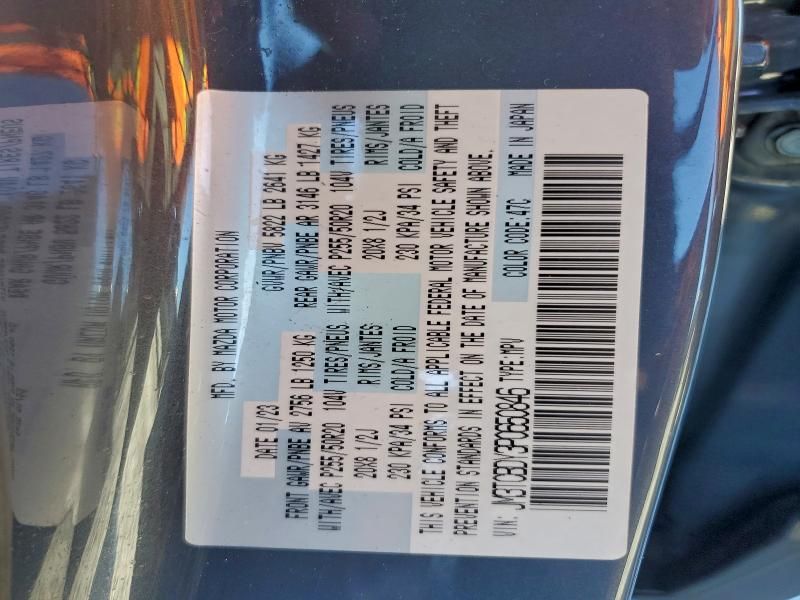 MFD. BY MAZDA MOTOR CORPORATION
DATE 01/23 GVWR/PNBV 5822 LB 2641 KG
FRONT GAWR/PNBE AV 2756 LB 1250 KG REAR GAWR/PNBE AR 3146 LB 1427 KG
WITH/AVEC P255/50R20 104V TIRES/PNEUS WITH/AVEC P255/50R20 104V TIRES/PNEUS
20X8 1/2J RIMS/JANTES 20X8 1/2J RIMS/JANTES
230 KPA/34 PSI COLD/A FROID 230 KPA/34 PSI COLD/A FROID
THIS VEHICLE CONFORMS TO ALL APPLICABLE FEDERAL MOTOR VEHICLE SAFETY AND THEFT
PREVENTION STANDARDS IN EFFECT ON THE DATE OF MANUFACTURE SHOWN ABOVE.
COLOR CODE:47C MADE IN JAPAN
VIN: JM3TCBDY3P0650846 TYPE:MPV